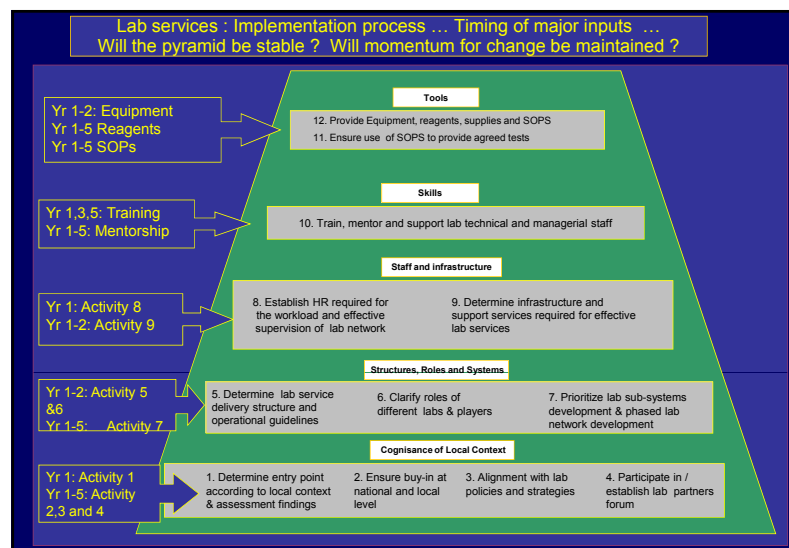 Lab services : Implementation process … Timing of major inputs …
Will the pyramid be stable ? Will momentum for change be maintained ?
Tools
Yr 1-2: Equipment
Yr 1-5 Reagents
Yr 1-5 SOPs
12. Provide Equipment, reagents, supplies and SOPS
11. Ensure use of SOPS to provide agreed tests
Skills
Yr 1,3,5: Training
Yr 1-5: Mentorship
10. Train, mentor and support lab technical and managerial staff
Staff and infrastructure
Yr 1: Activity 8
Yr 1-2: Activity 9
8. Establish HR required for
the workload and effective
supervision of lab network
9. Determine infrastructure and
support services required for effective
lab services
Structures, Roles and Systems
Yr 1-2: Activity 5
&6
Yr 1-5: Activity 7
5. Determine lab service
delivery structure and
operational guidelines
6. Clarify roles of
different labs & players
7. Prioritize lab sub-systems
development & phased lab
network development
Cognisance of Local Context
Yr 1: Activity 1
Yr 1-5: Activity
2,3 and 4
1. Determine entry point
according to local context
& assessment findings
2. Ensure buy-in at
national and local
level
3. Alignment with lab
policies and strategies
4. Participate in /
establish lab partners
forum